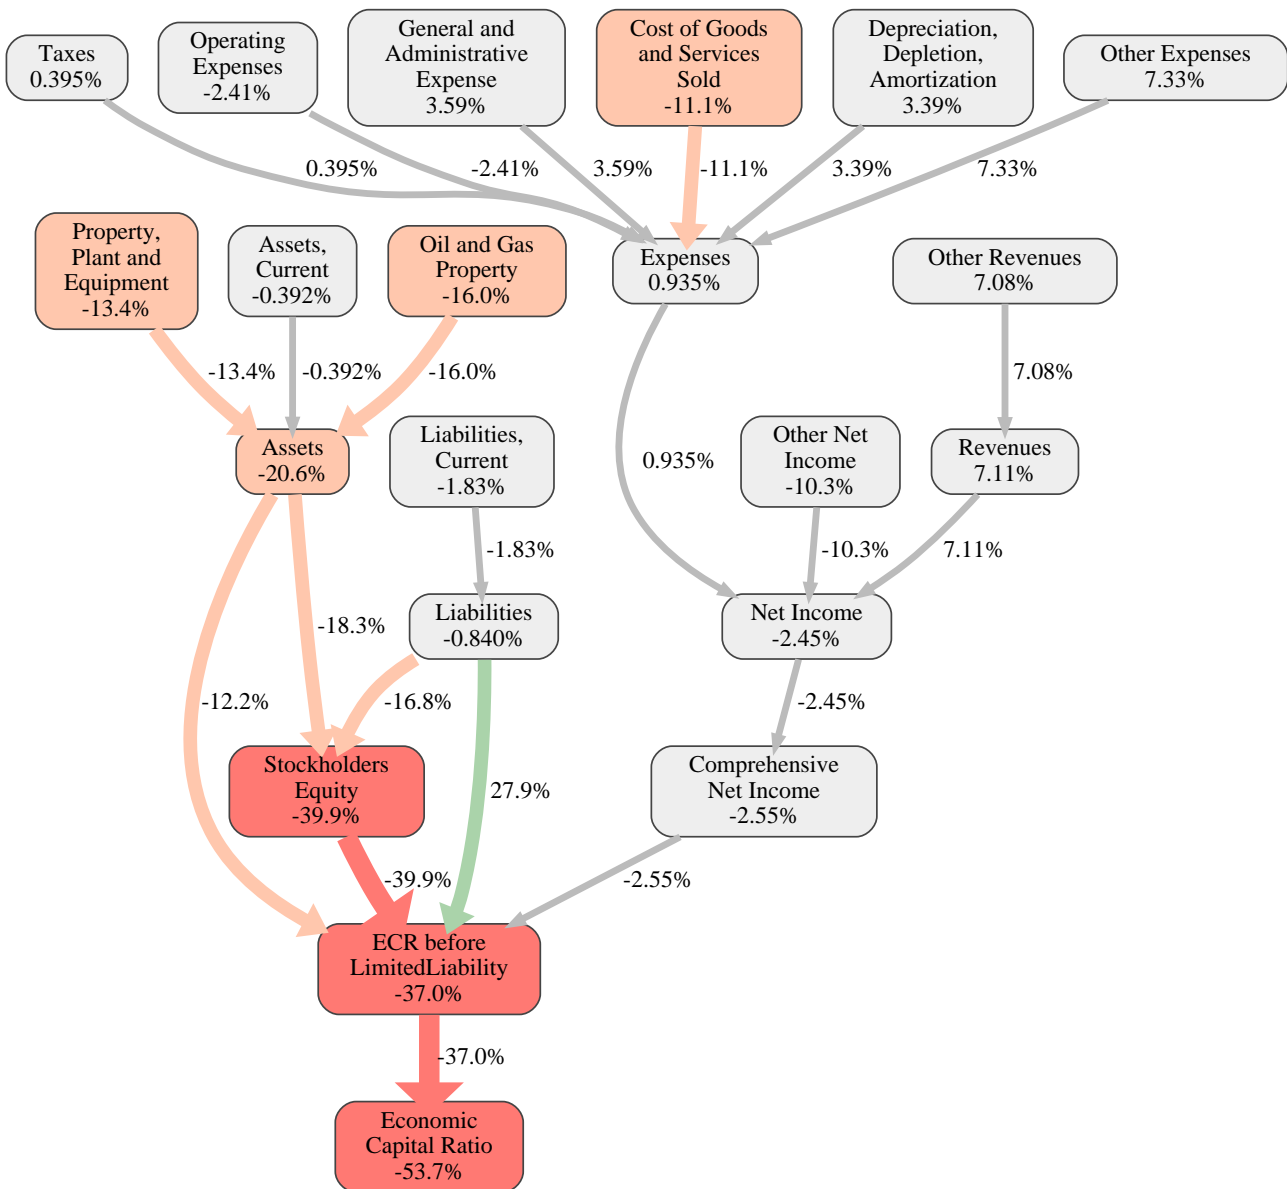 Taxes
0.395%
Operating
Expenses
-2.41%
General and
Administrative
Expense
3.59%
Cost of Goods
and Services
Sold
-11.1%
Depreciation,
Depletion,
Amortization
3.39%
Other Expenses
7.33%
0.395%
-2.41%
3.59%
-11.1%
3.39%
7.33%
Property,
Plant and
Equipment
-13.4%
Assets,
Current
-0.392%
Oil and Gas
Property
-16.0%
Expenses
0.935%
Other Revenues
7.08%
-13.4%
-0.392%
-16.0%
7.08%
Assets
-20.6%
Liabilities,
Current
-1.83%
0.935%
Other Net
Income
-10.3%
Revenues
7.11%
-1.83%
-10.3%
7.11%
Liabilities
-0.840%
Net Income
-2.45%
-18.3%
-12.2%
-16.8%
-2.45%
Stockholders
Equity
-39.9%
27.9%
Comprehensive
Net Income
-2.55%
-39.9%
-2.55%
ECR before
LimitedLiability
-37.0%
-37.0%
Economic
Capital Ratio
-53.7%